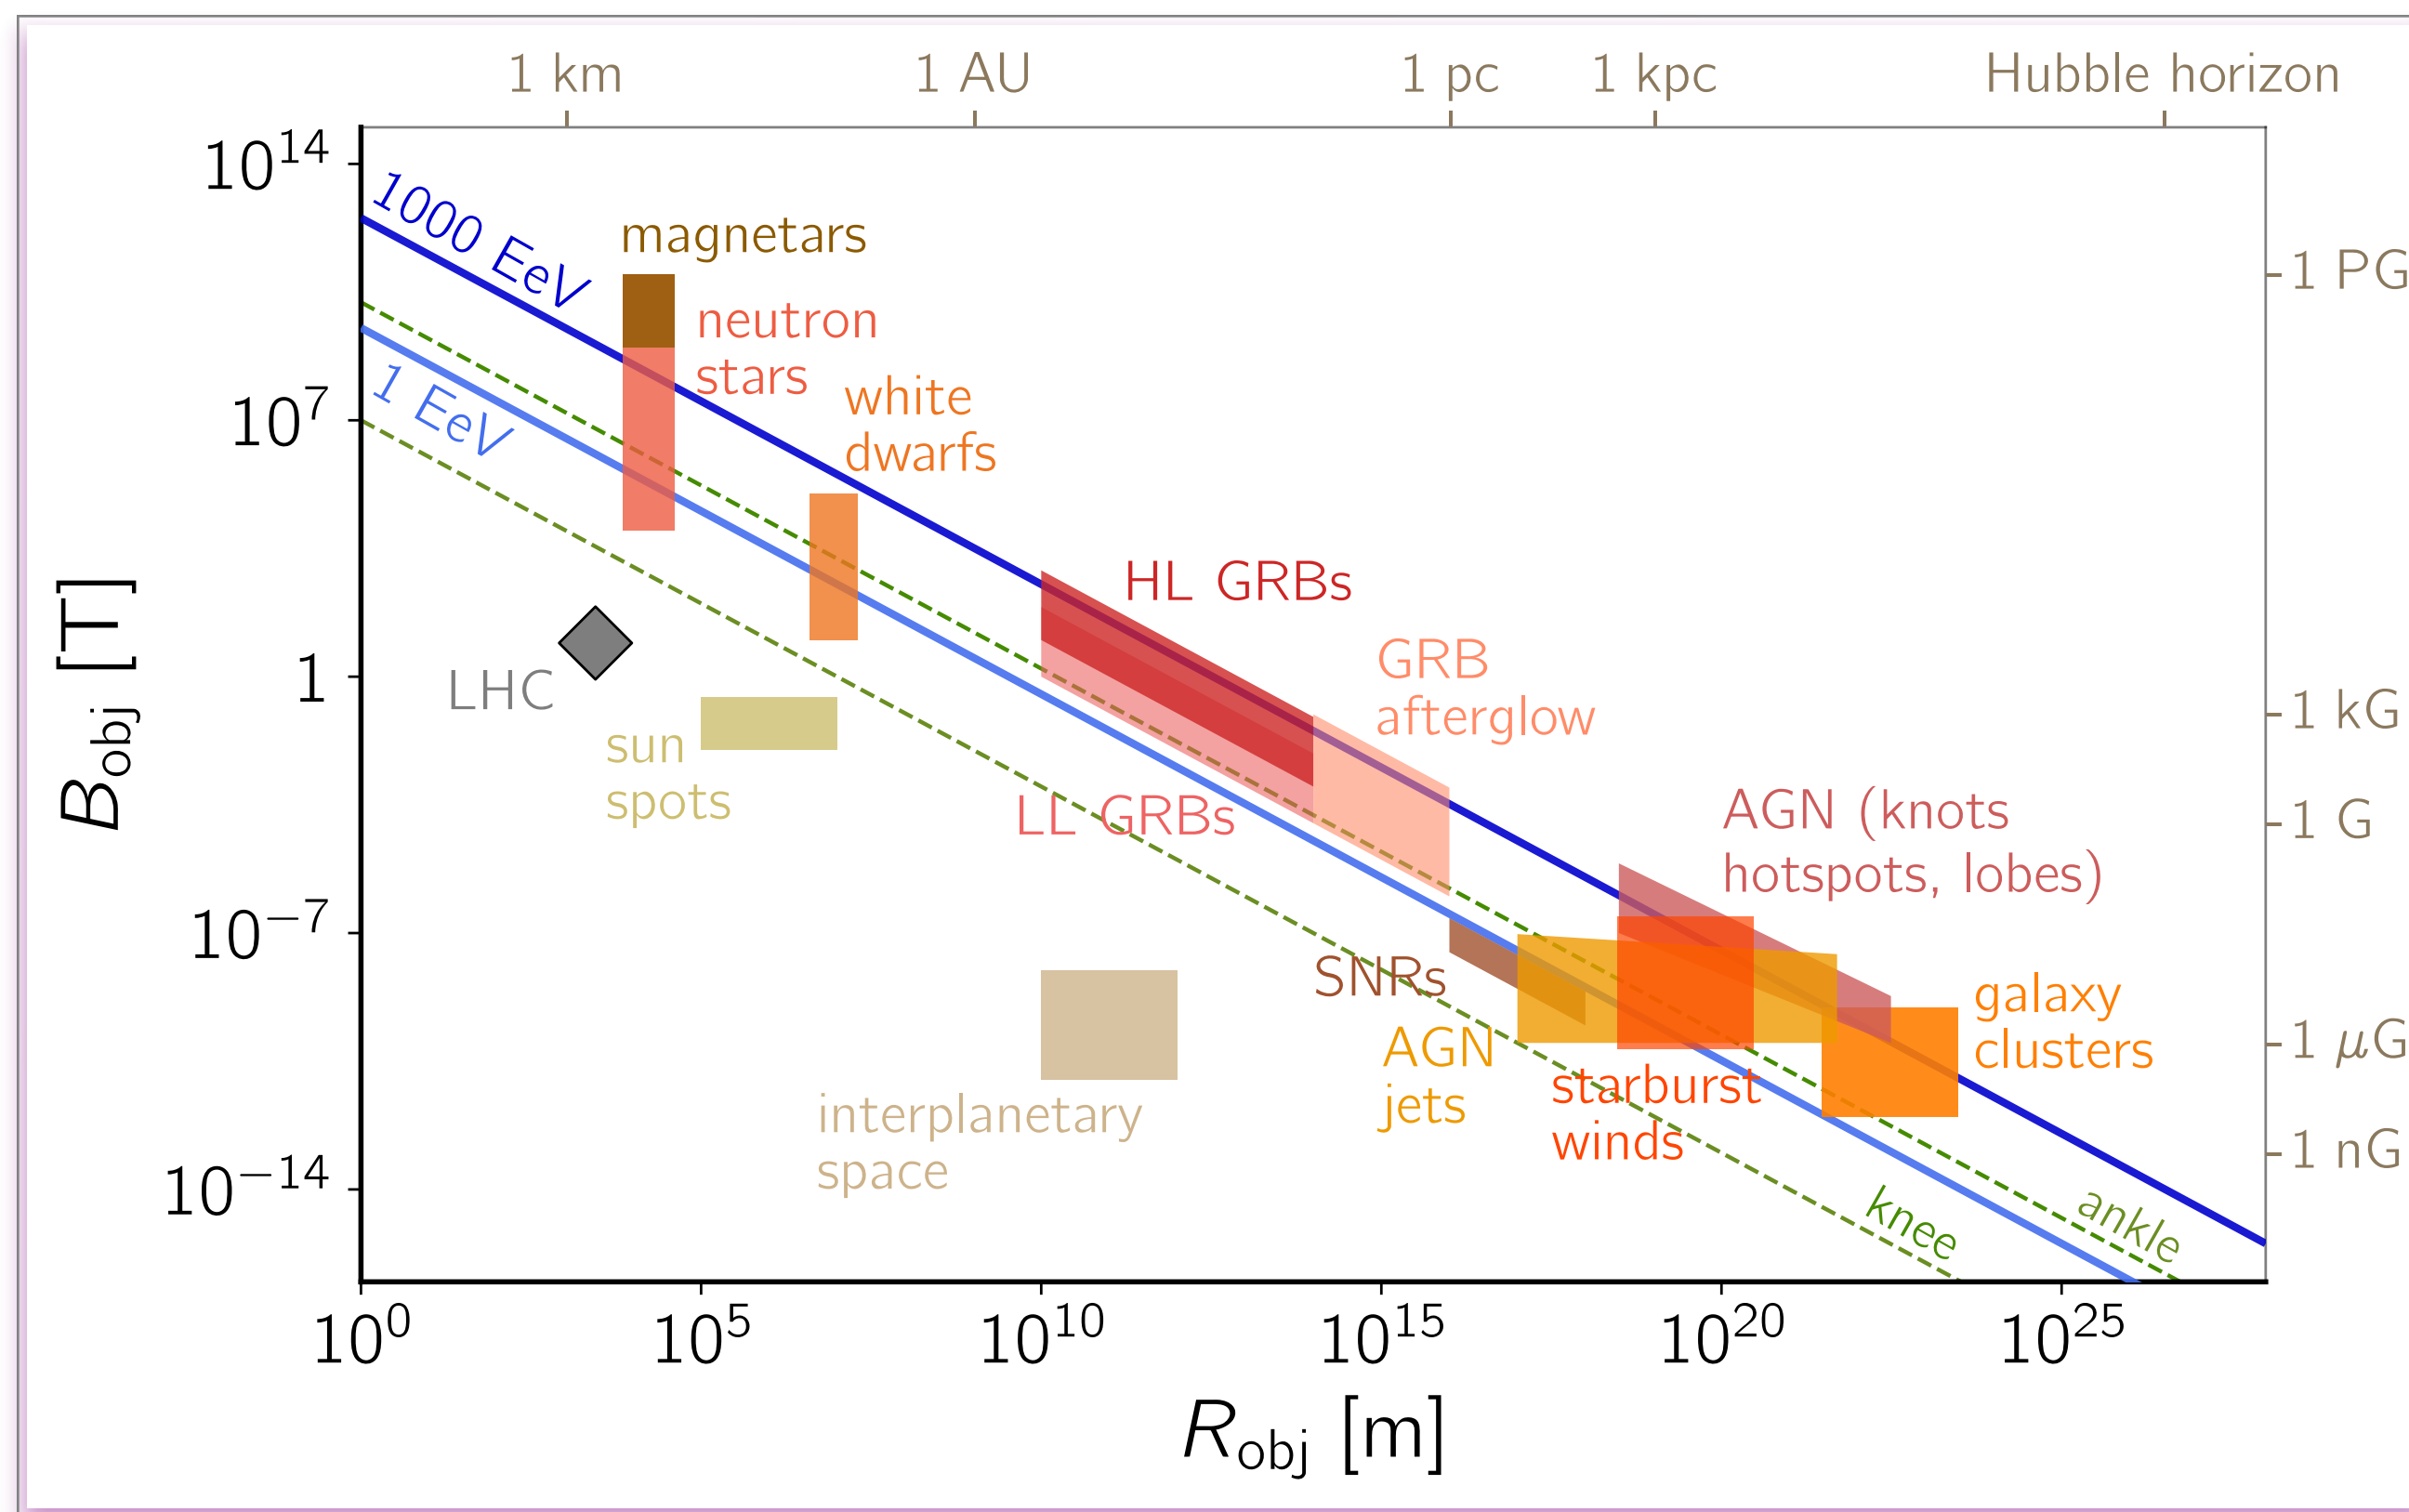 1 km
1 AU
1 pc
1 kpc
Hubble horizon
10^14
10^7
1
10^−7
10^−14
B_obj [T]
1000 EeV
1 EeV
magnetars
neutron
stars
white
dwarfs
LHC
sun
spots
HL GRBs
GRB
afterglow
LL GRBs
AGN (knots
hotspots, lobes)
SNRs
AGN
jets
starburst
winds
galaxy
clusters
interplanetary
space
knee
ankle
1 PG
1 kG
1 G
1 μG
1 nG
10^0
10^5
10^10
10^15
10^20
10^25
R_obj [m]